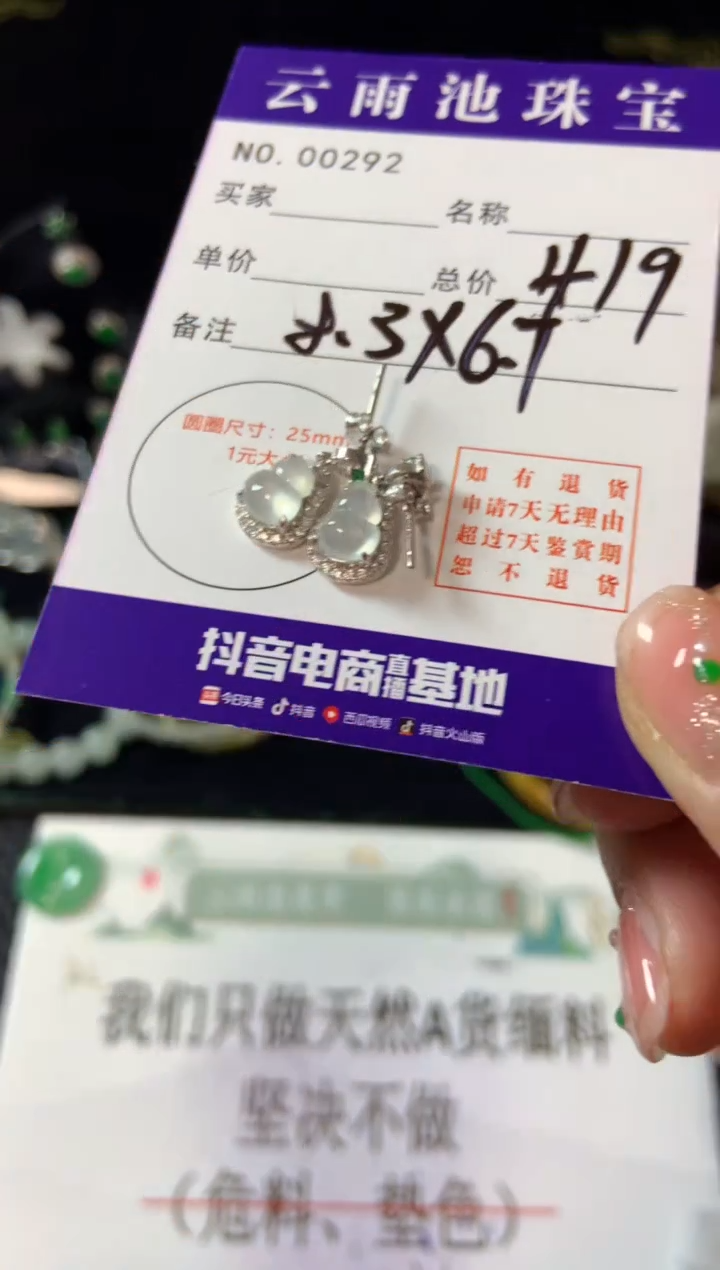 云雨池珠宝
NO. 00292
买家
名称
单价
总价 419
备注 8.3X6.7
圆圈尺寸：25mm
1元大
如有退货
申请7天无理由
超过7天鉴赏期
恕不退货
抖音电商直播基地
今日头条 抖音 西瓜视频 抖音火山版
我们只做天然A货缅料
坚决不做
（危料、垫色）